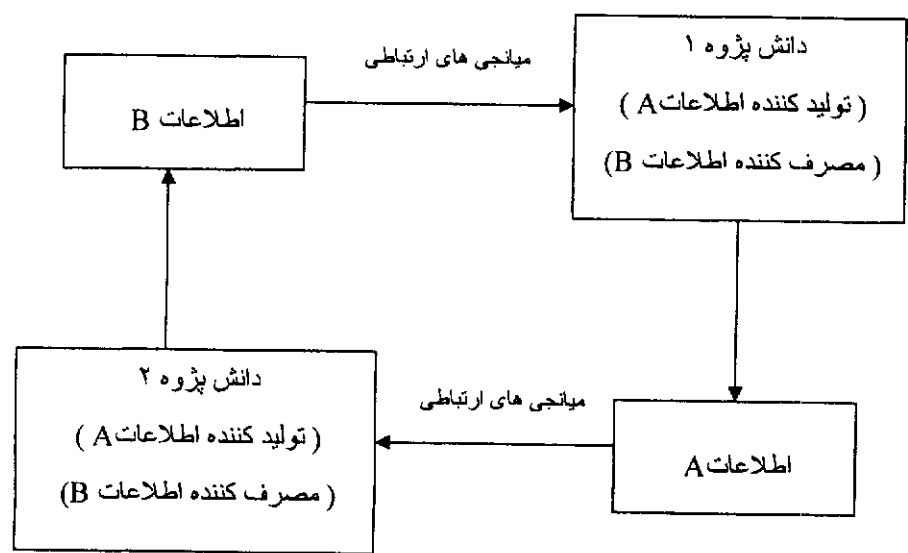 دانش پژوه ۱
( تولید کننده اطلاعات A )
( مصرف کننده اطلاعات B)
میانجی های ارتباطی
اطلاعات B
دانش پژوه ۲
( تولید کننده اطلاعات A )
( مصرف کننده اطلاعات B)
میانجی های ارتباطی
اطلاعات A